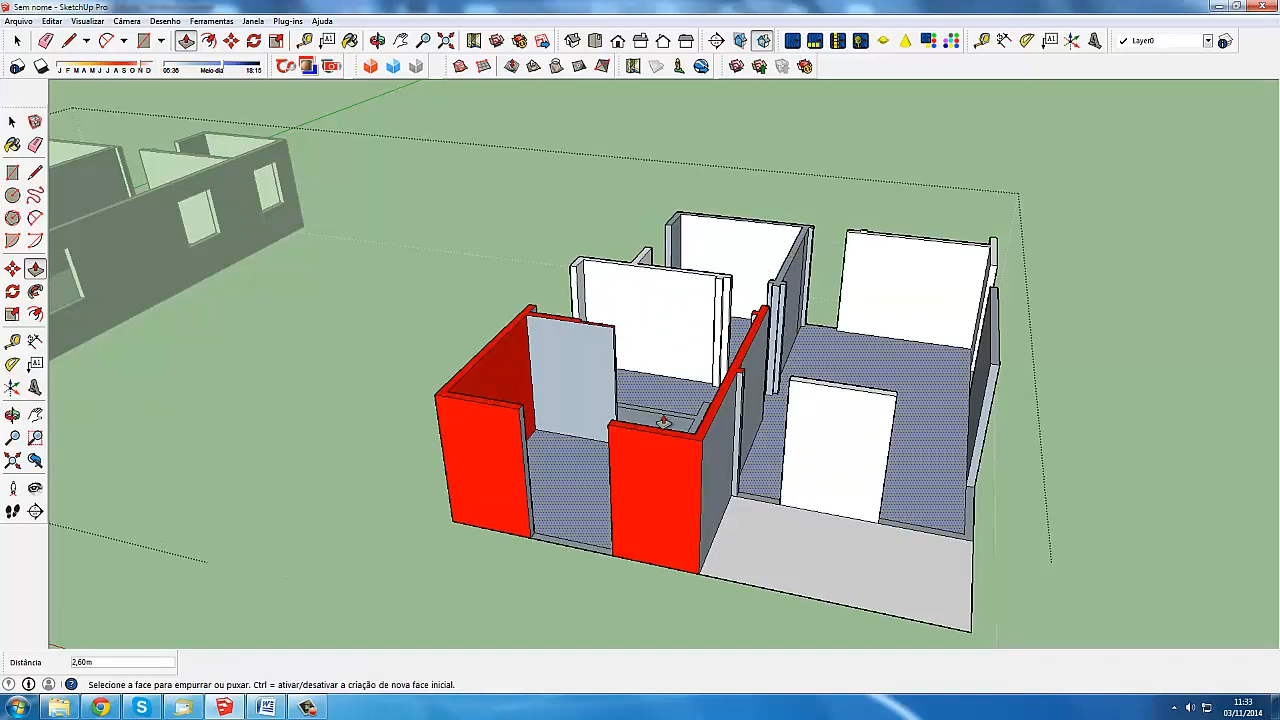 Sem nome - SketchUp Pro
Arquivo Editar Visualizar Câmera Desenho Ferramentas Janela Plug-ins Ajuda
J F M A M J J A S O N D
05:36 Meio-dia 18:15
Layer0
Distância 2,60m
Selecione a face para empurrar ou puxar. Ctrl = ativar/desativar a criação de nova face inicial.
11:33
03/11/2014